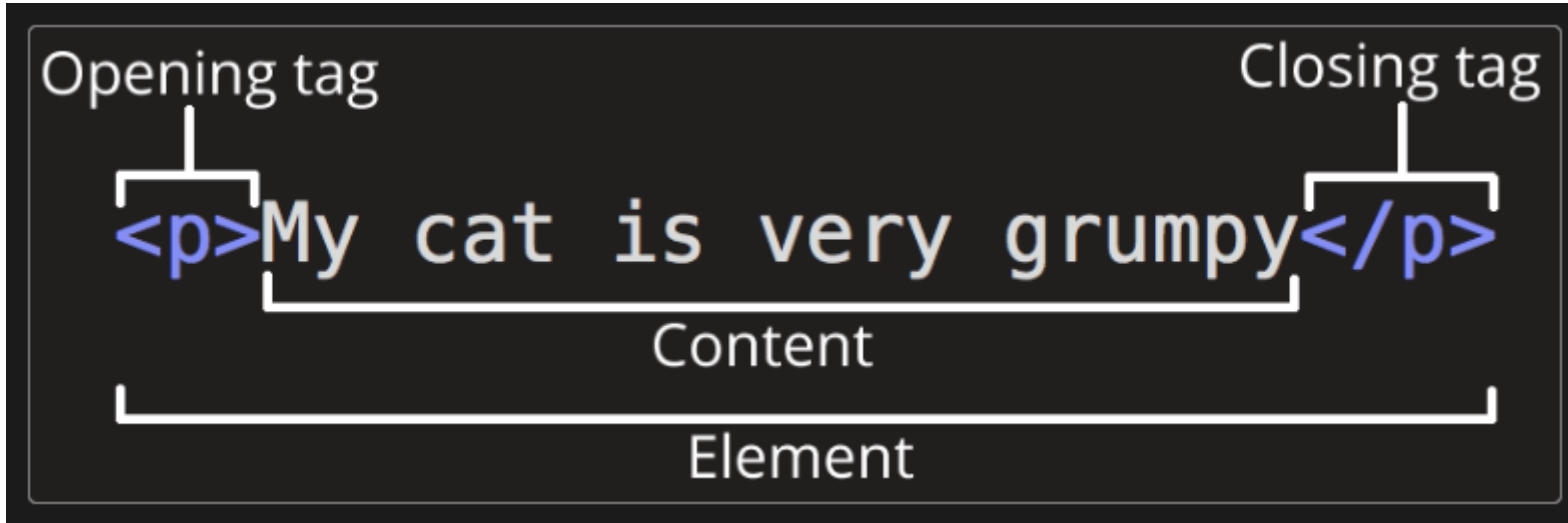 Opening tag
Closing tag
<p>My cat is very grumpy</p>
Content
Element